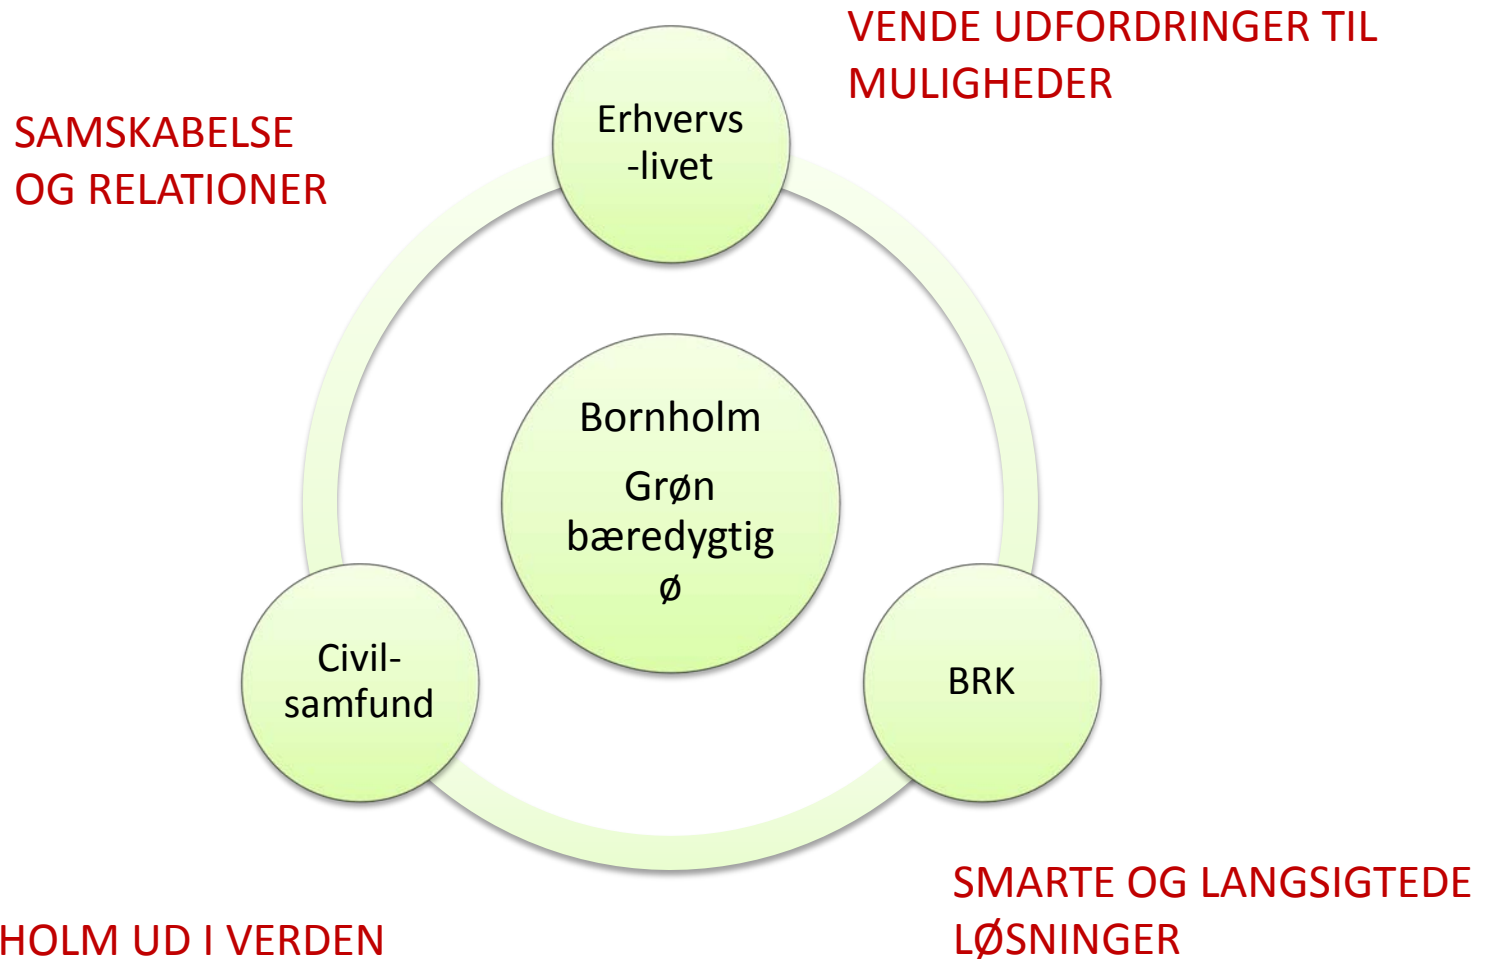 VENDE UDFORDRINGER TIL
MULIGHEDER
SAMSKABELSE
OG RELATIONER
Erhvervs
-livet
Bornholm
Grøn
bæredygtig
ø
Civil-
samfund
BRK
SMARTE OG LANGSIGTEDE
LØSNINGER
HOLM UD I VERDEN